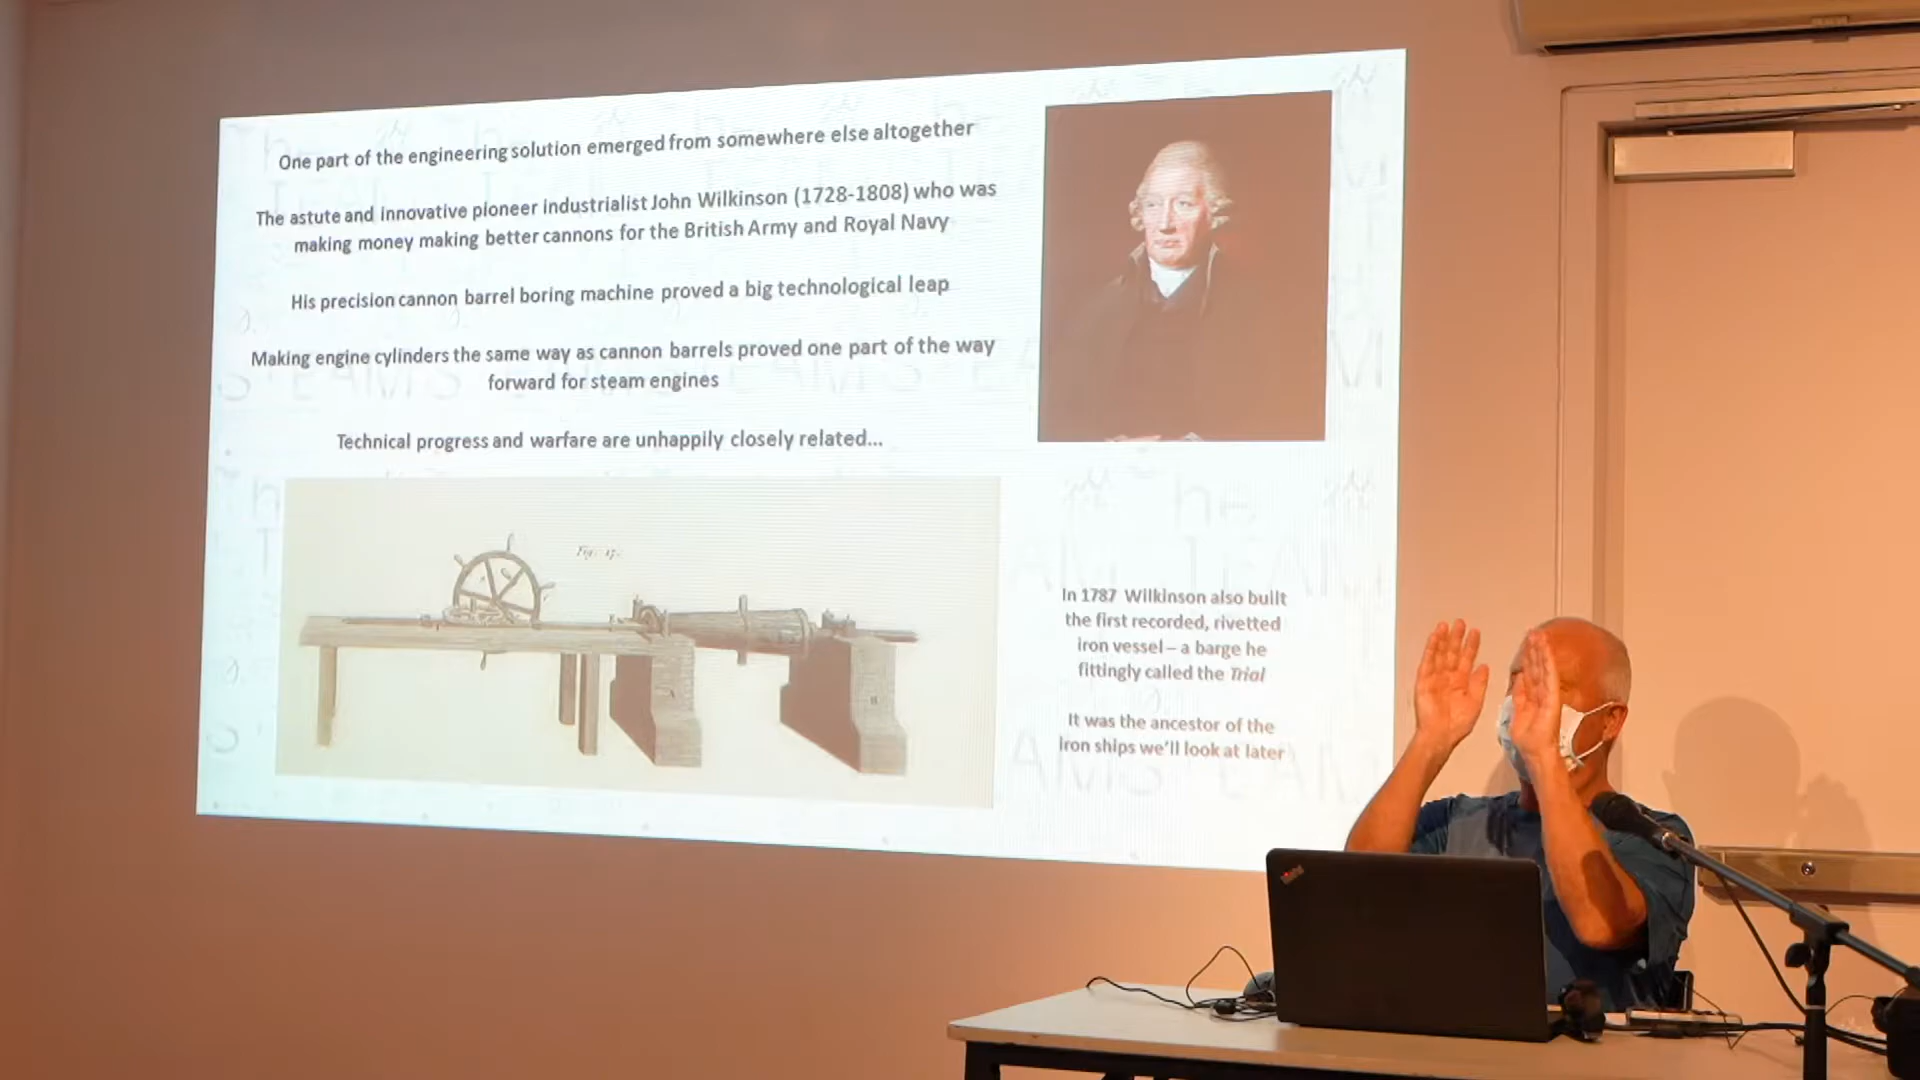 One part of the engineering solution emerged from somewhere else altogether
The astute and innovative pioneer industrialist John Wilkinson (1728-1808) who was
making money making better cannons for the British Army and Royal Navy
His precision cannon barrel boring machine proved a big technological leap
Making engine cylinders the same way as cannon barrels proved one part of the way
forward for steam engines
Technical progress and warfare are unhappily closely related...
In 1787 Wilkinson also built
the first recorded, rivetted
iron vessel – a barge he
fittingly called the Trial
It was the ancestor of the
iron ships we'll look at later